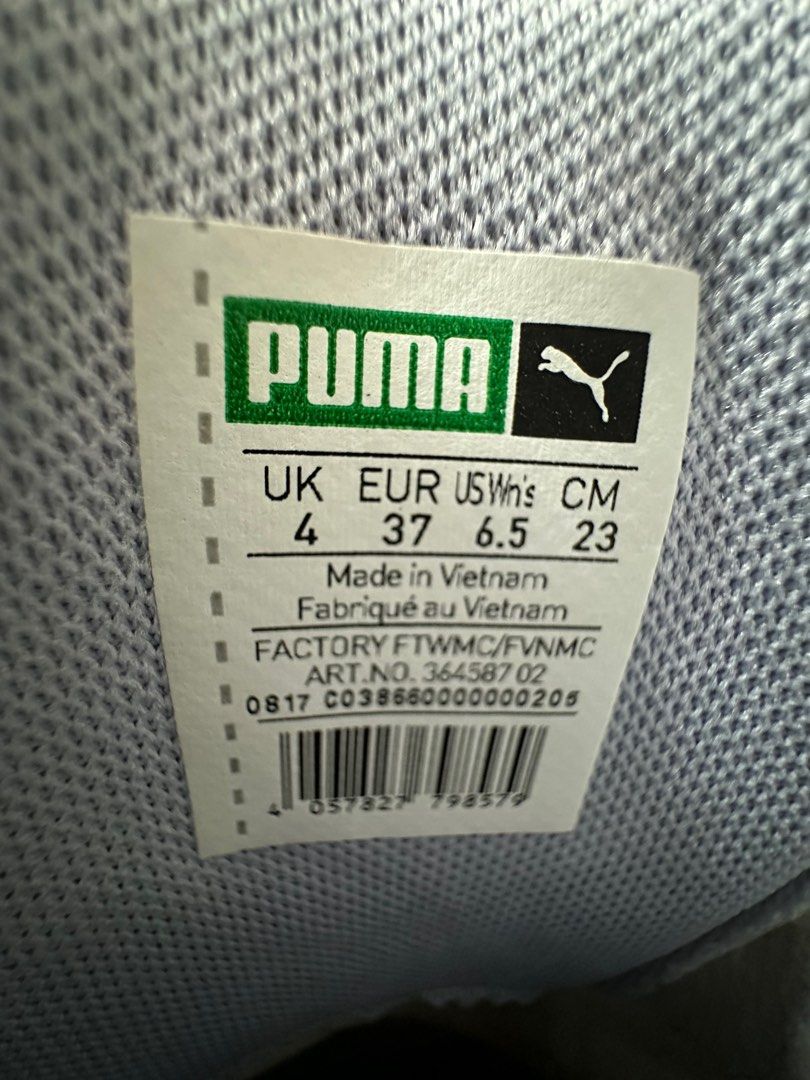 PUMA
UK EUR US Wn's CM
4 37 6.5 23
Made in Vietnam
Fabriqué au Vietnam
FACTORY FTWMC/FVNMC
ART.NO. 364587 02
0817 C0386600000000206
4 057827 798579